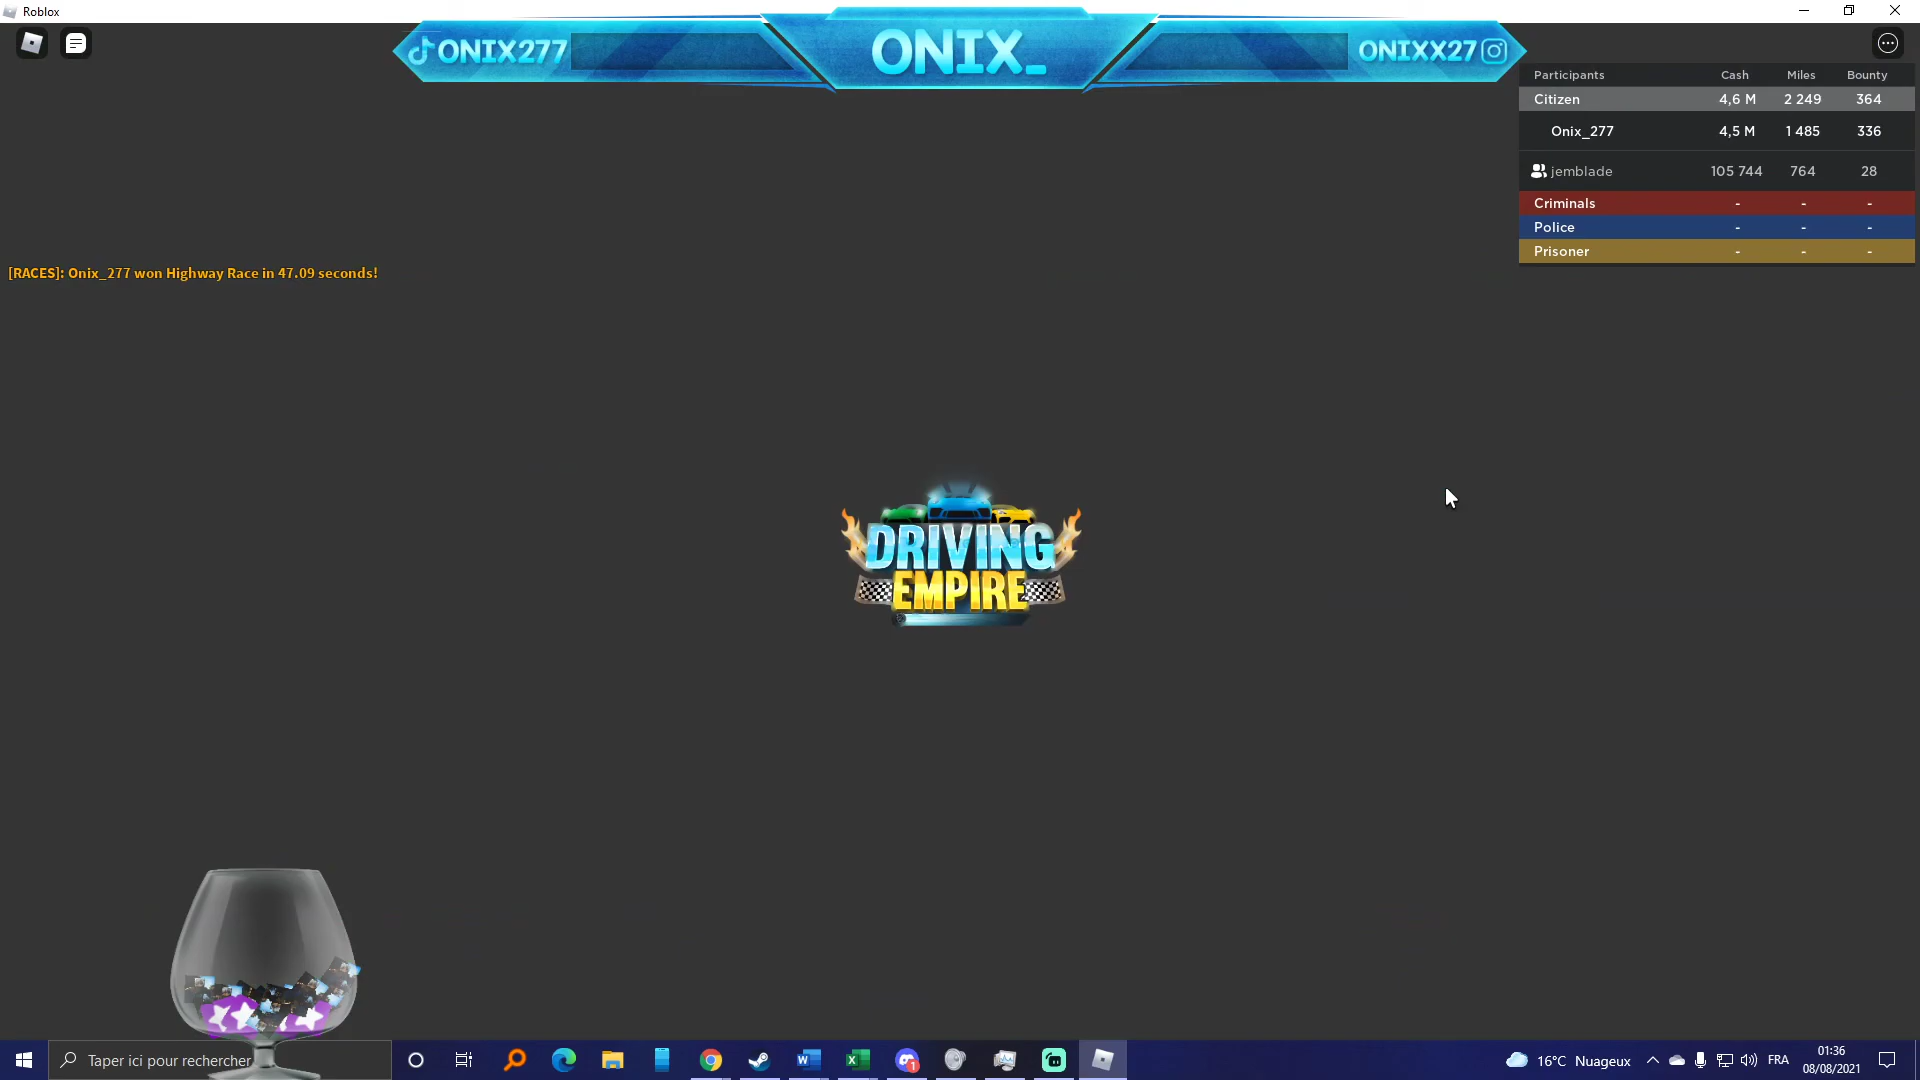 Roblox
ONIX277
ONIX_
ONIXX27
Participants Cash Miles Bounty
Citizen 4,6 M 2 249 364
Onix_277 4,5 M 1 485 336
jemblade 105 744 764 28
Criminals - - -
Police - - -
Prisoner - - -
[RACES]: Onix_277 won Highway Race in 47.09 seconds!
DRIVING
EMPIRE
Taper ici pour rechercher
1
16°C Nuageux
FRA
01:36
08/08/2021